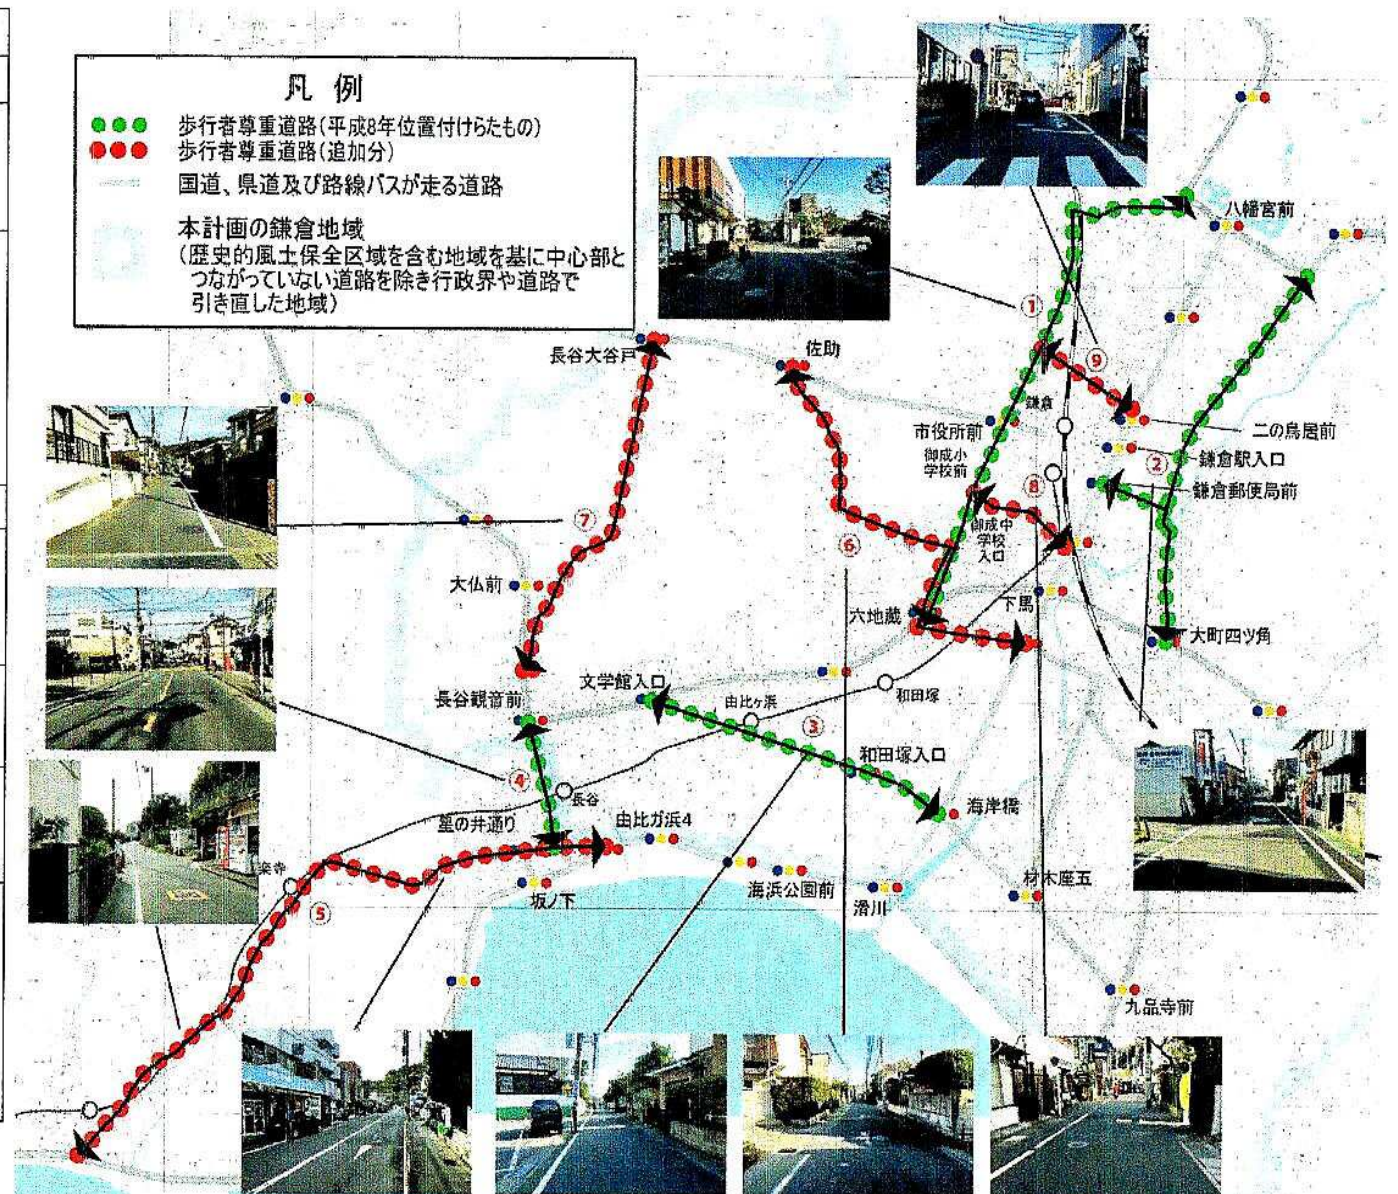 凡例
歩行者尊重道路(平成8年位置付けらたもの)
歩行者尊重道路(追加分)
国道、県道及び路線バスが走る道路
本計画の鎌倉地域
(歴史的風土保全区域を含む地域を基に中心部と
つながっていない道路を除き行政界や道路で
引き直した地域)
八幡宮前
①
長谷大谷戸
佐助
⑨
鎌倉
市役所前
二の鳥居前
御成小
学校前
鎌倉駅入口
②
鎌倉郵便局前
⑧
⑦
御成中
学校
入口
⑥
大仏前
下馬
六地蔵
大町四ツ角
文学館入口
長谷観音前
由比ヶ浜
和田塚
③
和田塚入口
④
長谷
海岸橋
星の井通り
由比ガ浜4
楽寺
坂ノ下
海浜公園前
滑川
材木座五
⑤
九品寺前